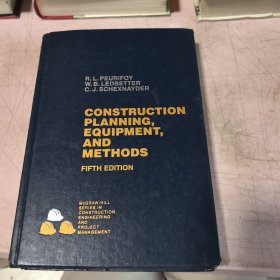 R. L. PEURIFOY
W. B. LEDBETTER
C. J. SCHEXNAYDER
CONSTRUCTION
PLANNING,
EQUIPMENT,
AND
METHODS
FIFTH EDITION
McGRAW-HILL
SERIES IN
CONSTRUCTION
ENGINEERING
AND
PROJECT
MANAGEMENT